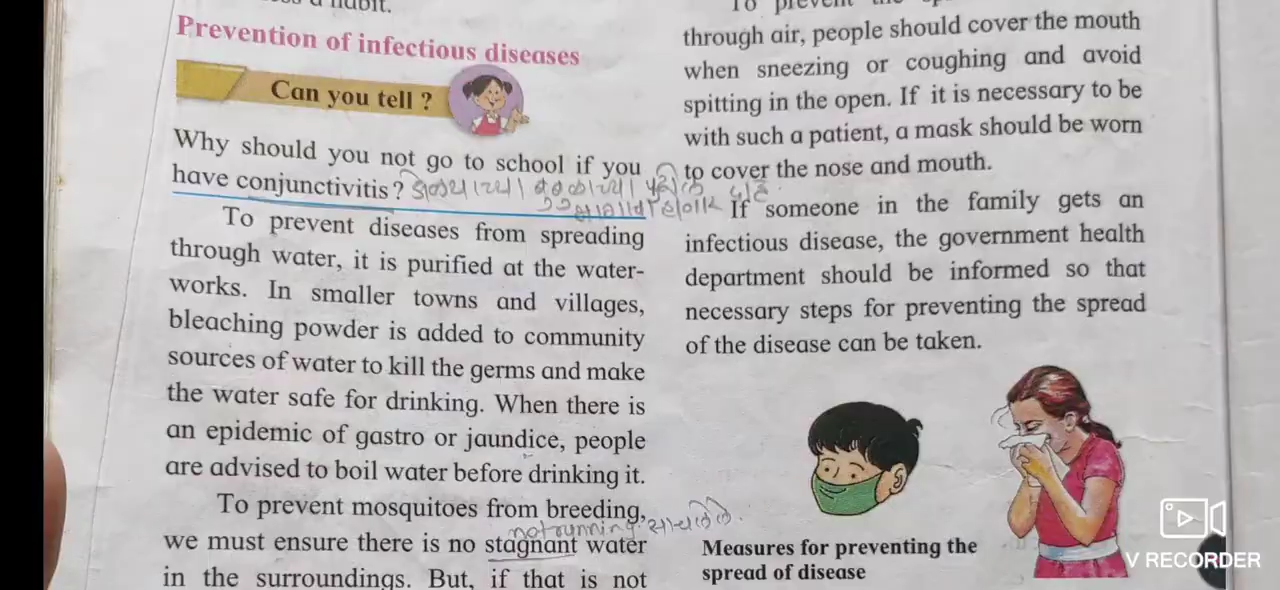 a habit.
Prevention of infectious diseases
Can you tell ?
Why should you not go to school if you
have conjunctivitis ?
To prevent diseases from spreading
through water, it is purified at the water-
works. In smaller towns and villages,
bleaching powder is added to community
sources of water to kill the germs and make
the water safe for drinking. When there is
an epidemic of gastro or jaundice, people
are advised to boil water before drinking it.
To prevent mosquitoes from breeding,
not running
we must ensure there is no stagnant water
in the surroundings. But, if that is not
To prevent the
through air, people should cover the mouth
when sneezing or coughing and avoid
spitting in the open. If it is necessary to be
with such a patient, a mask should be worn
to cover the nose and mouth.
If someone in the family gets an
infectious disease, the government health
department should be informed so that
necessary steps for preventing the spread
of the disease can be taken.
Measures for preventing the
spread of disease
V RECORDER